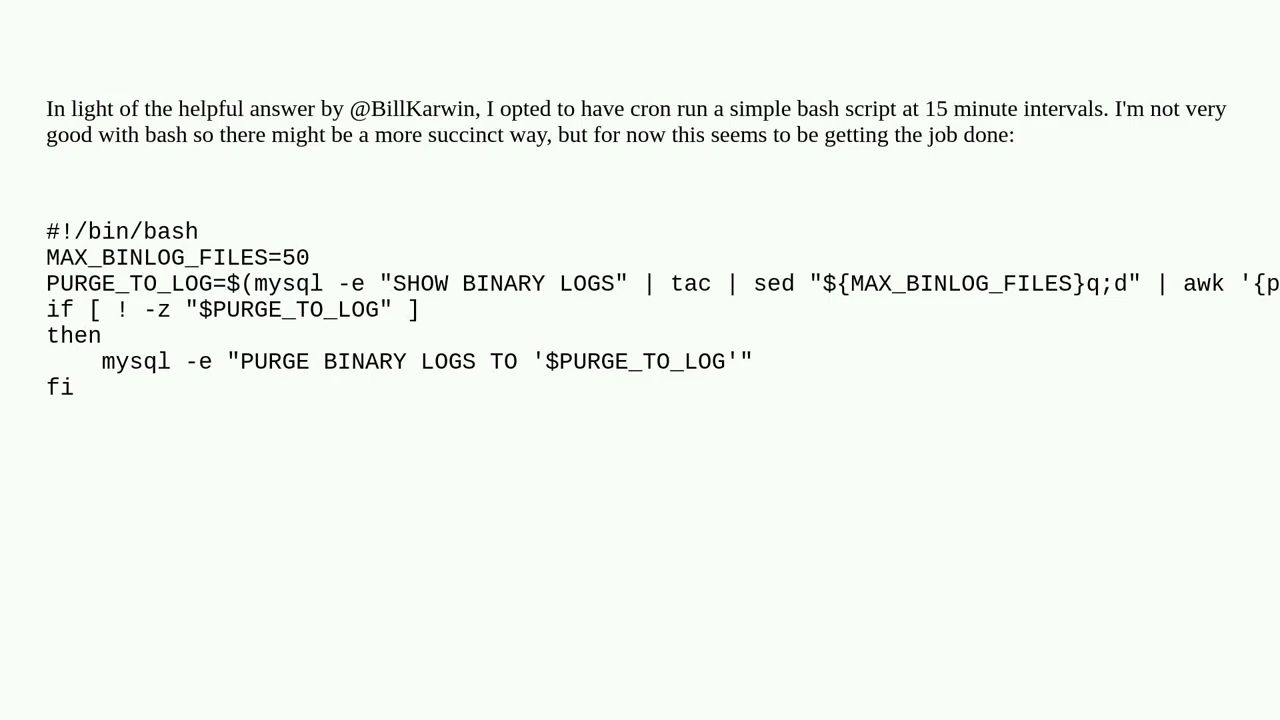 In light of the helpful answer by @BillKarwin, I opted to have cron run a simple bash script at 15 minute intervals. I'm not very
good with bash so there might be a more succinct way, but for now this seems to be getting the job done:
#!/bin/bash
MAX_BINLOG_FILES=50
PURGE_TO_LOG=$(mysql -e "SHOW BINARY LOGS" | tac | sed "${MAX_BINLOG_FILES}q;d" | awk '{p
if [ ! -z "$PURGE_TO_LOG" ]
then
    mysql -e "PURGE BINARY LOGS TO '$PURGE_TO_LOG'"
fi